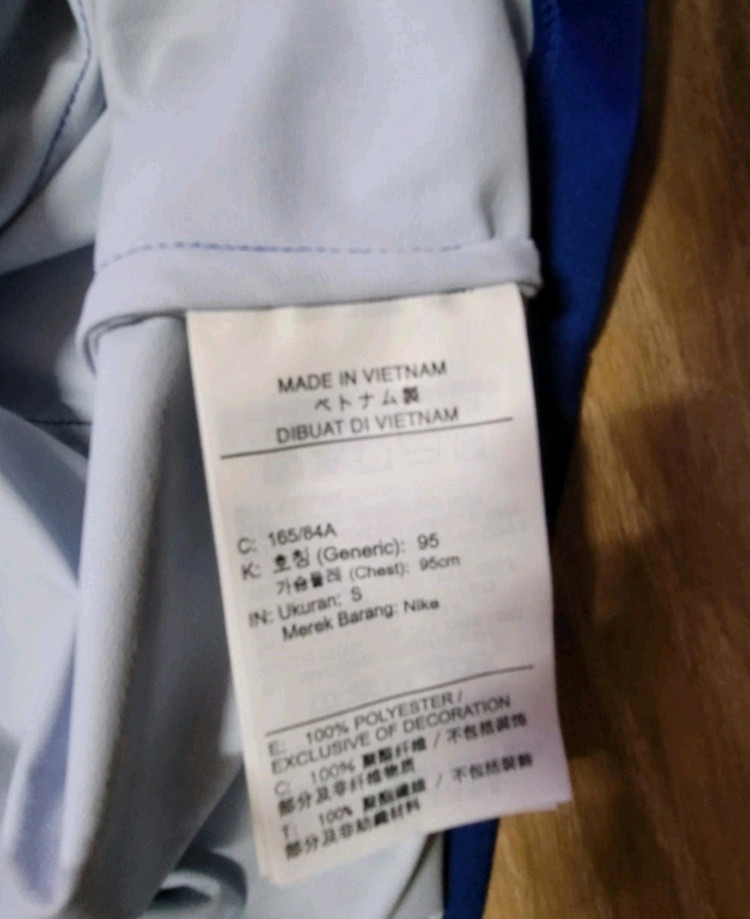 MADE IN VIETNAM
ベトナム製
DIBUAT DI VIETNAM
C: 165/84A
K: 호칭 (Generic): 95
가슴둘레 (Chest): 95cm
IN: Ukuran: S
Merek Barang: Nike
E: 100% POLYESTER /
EXCLUSIVE OF DECORATION
C: 100% 聚酯纤维 / 不包括装饰
部分及非纤维物质
T: 100% 聚酯纖維 / 不包括裝飾
部分及非紡織材料